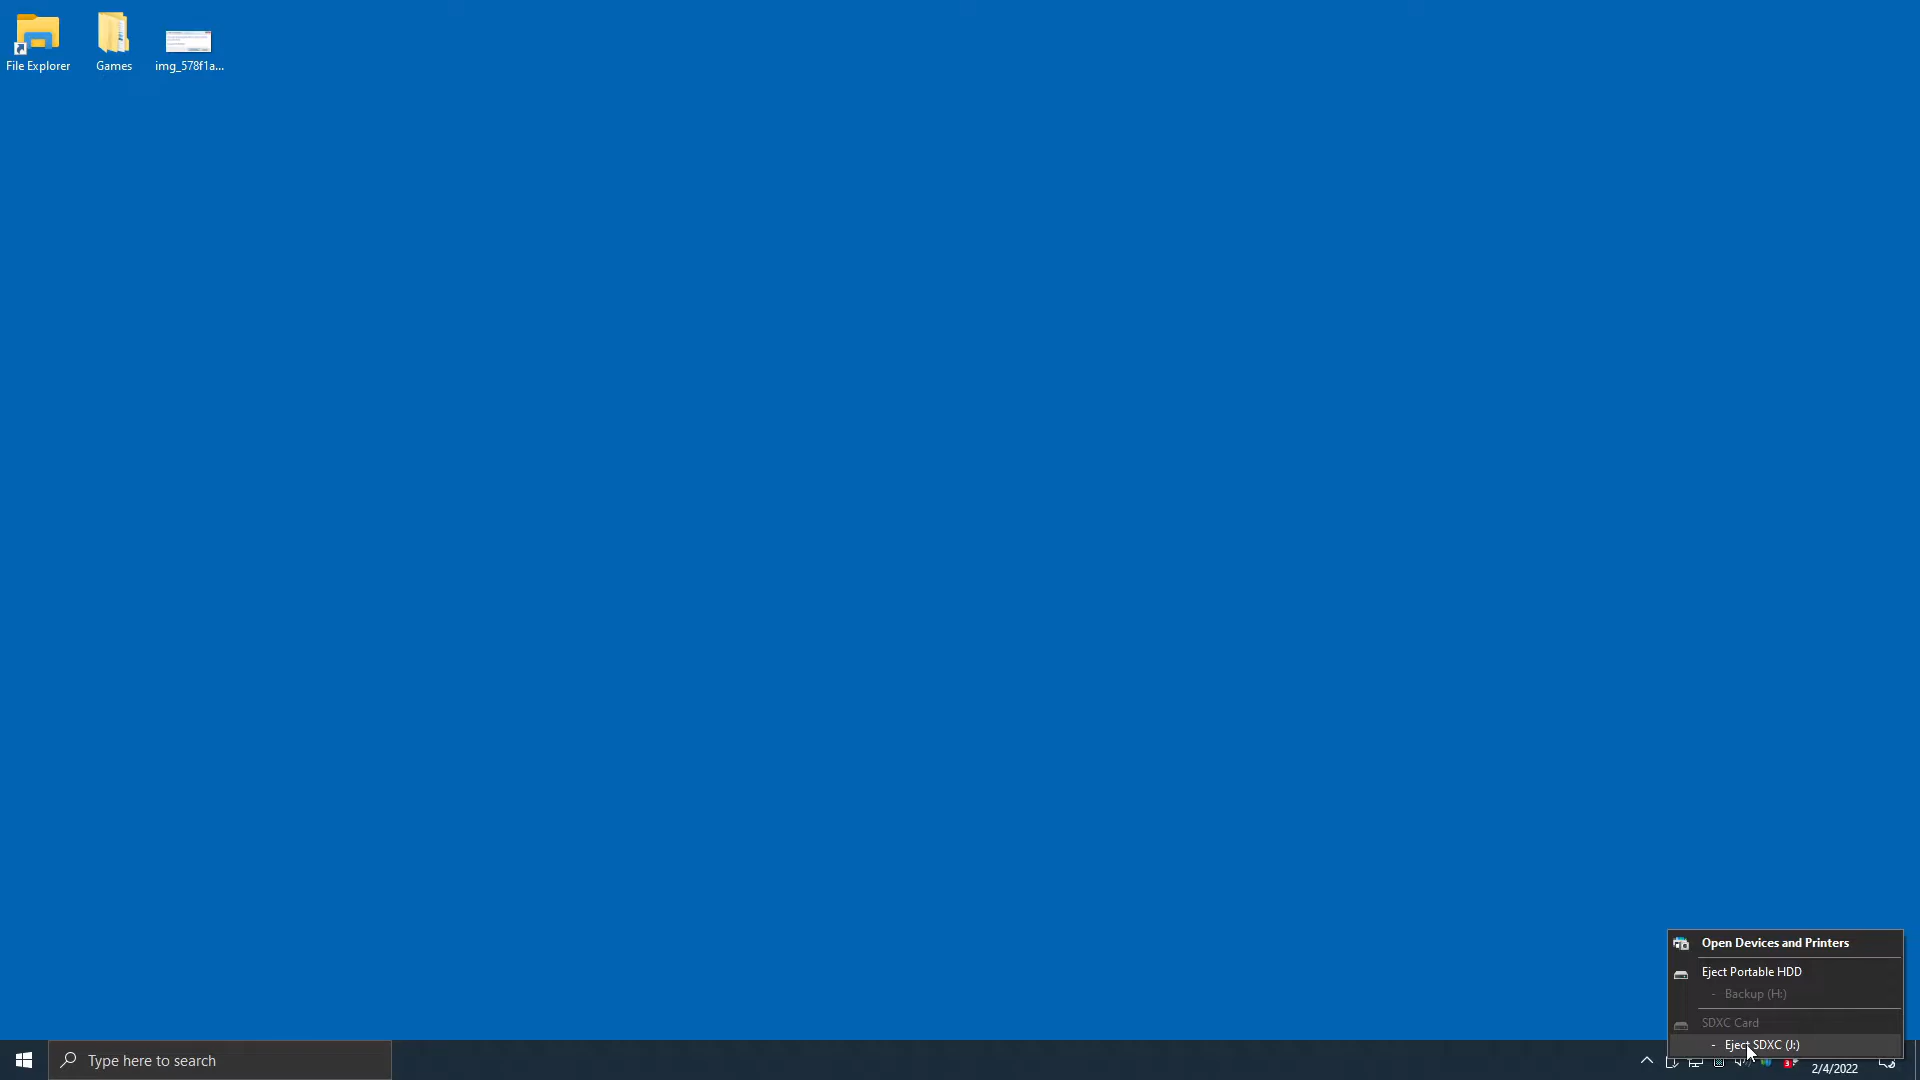 File Explorer
Games
img_578f1a...
Open Devices and Printers
Eject Portable HDD
- Backup (H:)
SDXC Card
- Eject SDXC (J:)
Type here to search
3
2/4/2022